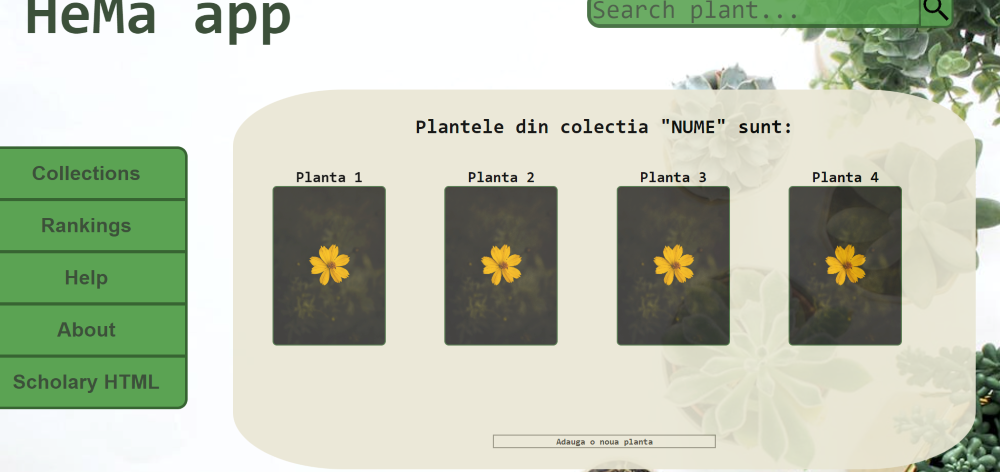 HeMa app
Search plant...
Collections
Rankings
Help
About
Scholary HTML
Plantele din colectia "NUME" sunt:
Planta 1
Planta 2
Planta 3
Planta 4
Adauga o noua planta